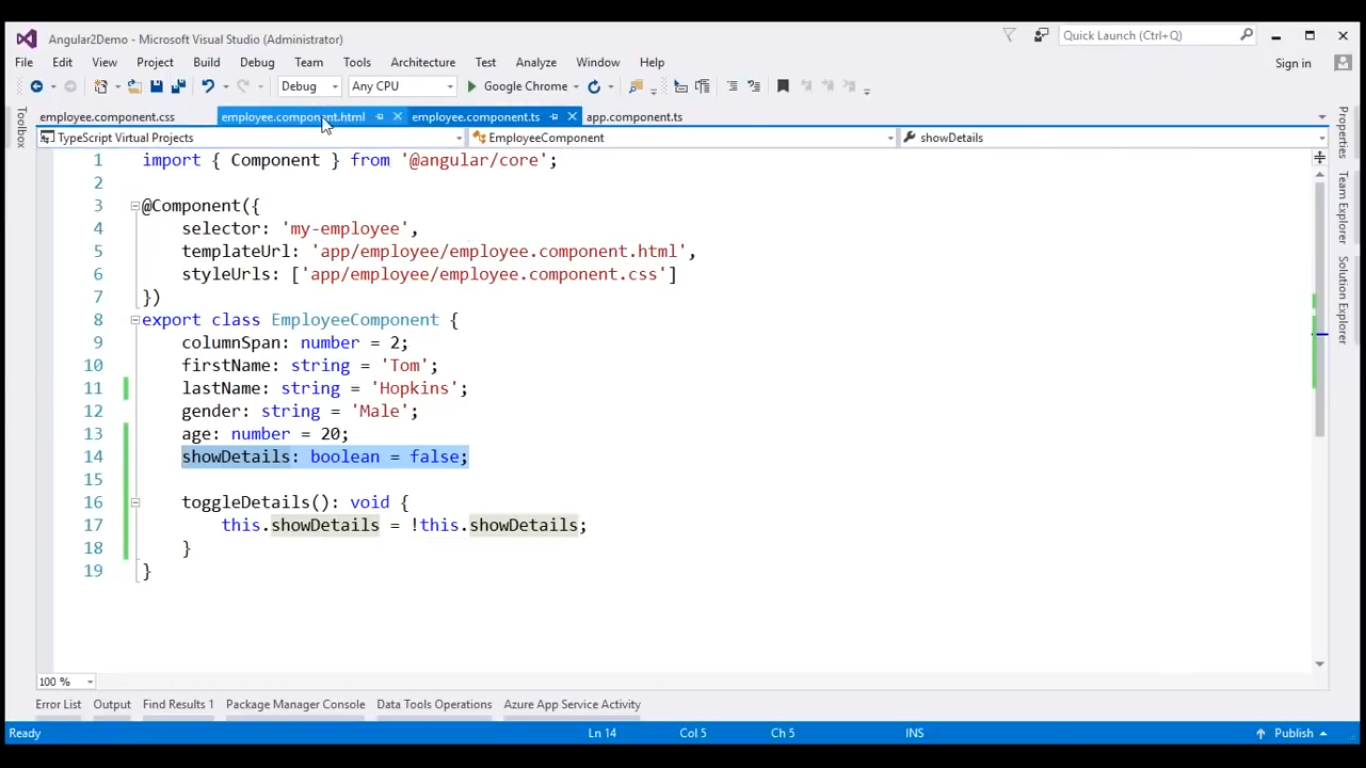 Angular2Demo - Microsoft Visual Studio (Administrator)
Quick Launch (Ctrl+Q)
File Edit View Project Build Debug Team Tools Architecture Test Analyze Window Help
Sign in
Debug Any CPU Google Chrome
Toolbox
employee.component.css employee.component.html employee.component.ts app.component.ts
TypeScript Virtual Projects EmployeeComponent showDetails
Properties
Team Explorer
Solution Explorer
1 import { Component } from '@angular/core';
2
3 @Component({
4 selector: 'my-employee',
5 templateUrl: 'app/employee/employee.component.html',
6 styleUrls: ['app/employee/employee.component.css']
7 })
8 export class EmployeeComponent {
9 columnSpan: number = 2;
10 firstName: string = 'Tom';
11 lastName: string = 'Hopkins';
12 gender: string = 'Male';
13 age: number = 20;
14 showDetails: boolean = false;
15
16 toggleDetails(): void {
17 this.showDetails = !this.showDetails;
18 }
19 }
100 %
Error List Output Find Results 1 Package Manager Console Data Tools Operations Azure App Service Activity
Ready Ln 14 Col 5 Ch 5 INS Publish